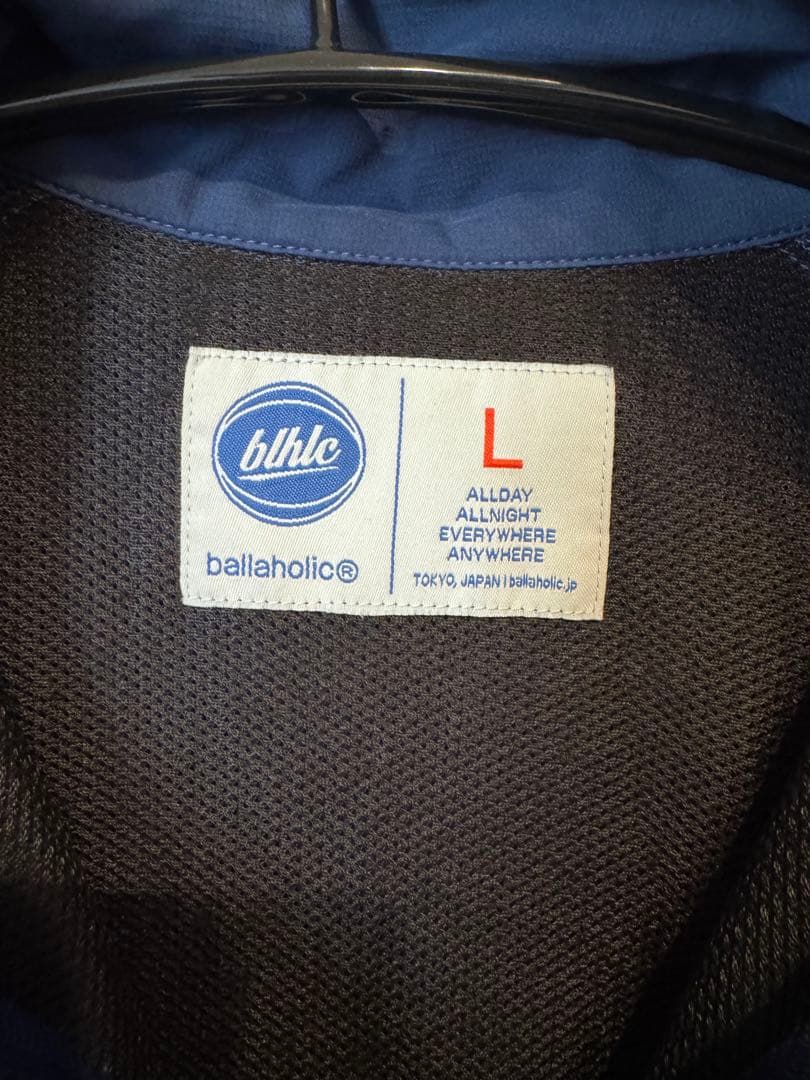 blhlc
ballaholic®
L
ALLDAY
ALLNIGHT
EVERYWHERE
ANYWHERE
TOKYO, JAPAN | ballaholic.jp